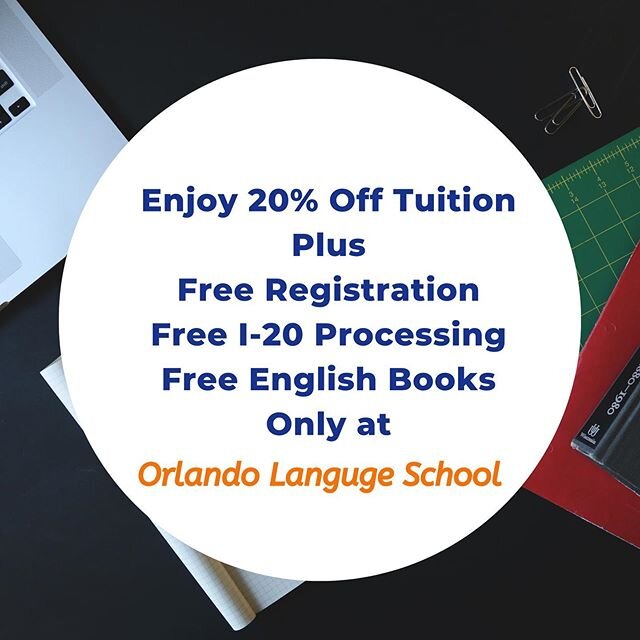 Enjoy 20% Off Tuition
Plus
Free Registration
Free I-20 Processing
Free English Books
Only at
Orlando Languge School